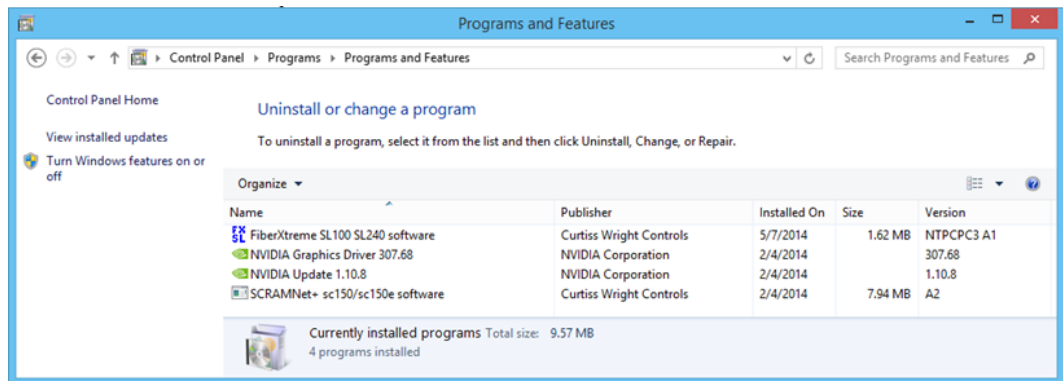 Programs and Features
Control Panel Programs Programs and Features Search Programs and Features
Control Panel Home
Uninstall or change a program
View installed updates
To uninstall a program, select it from the list and then click Uninstall, Change, or Repair.
Turn Windows features on or
off
Organize
Name Publisher Installed On Size Version
FX SL FiberXtreme SL100 SL240 software Curtiss Wright Controls 5/7/2014 1.62 MB NTPCPC3 A1
NVIDIA Graphics Driver 307.68 NVIDIA Corporation 2/4/2014 307.68
NVIDIA Update 1.10.8 NVIDIA Corporation 2/4/2014 1.10.8
SCRAMNet+ sc150/sc150e software Curtiss Wright Controls 2/4/2014 7.94 MB A2
Currently installed programs Total size: 9.57 MB
4 programs installed